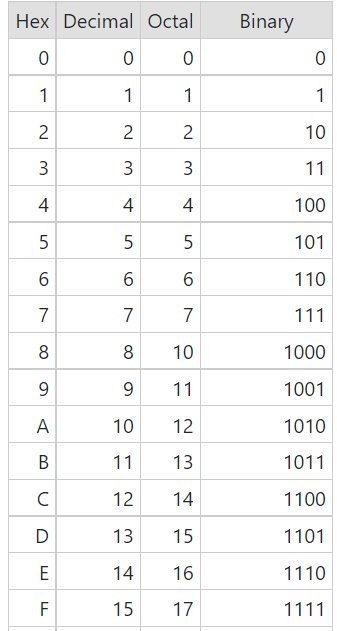 Hex Decimal Octal Binary
0 0 0 0
1 1 1 1
2 2 2 10
3 3 3 11
4 4 4 100
5 5 5 101
6 6 6 110
7 7 7 111
8 8 10 1000
9 9 11 1001
A 10 12 1010
B 11 13 1011
C 12 14 1100
D 13 15 1101
E 14 16 1110
F 15 17 1111